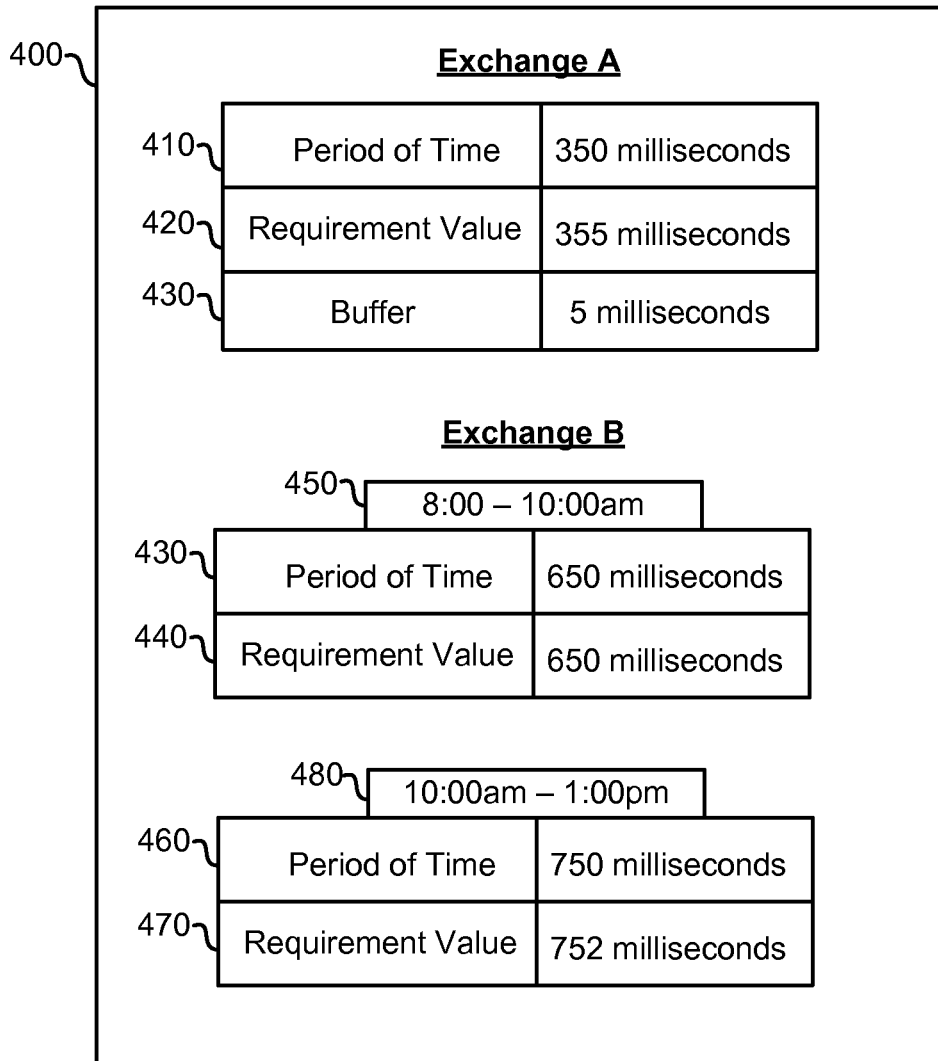 400
Exchange A
410 Period of Time 350 milliseconds
420 Requirement Value 355 milliseconds
430 Buffer 5 milliseconds
Exchange B
450 8:00 – 10:00am
430 Period of Time 650 milliseconds
440 Requirement Value 650 milliseconds
480 10:00am – 1:00pm
460 Period of Time 750 milliseconds
470 Requirement Value 752 milliseconds